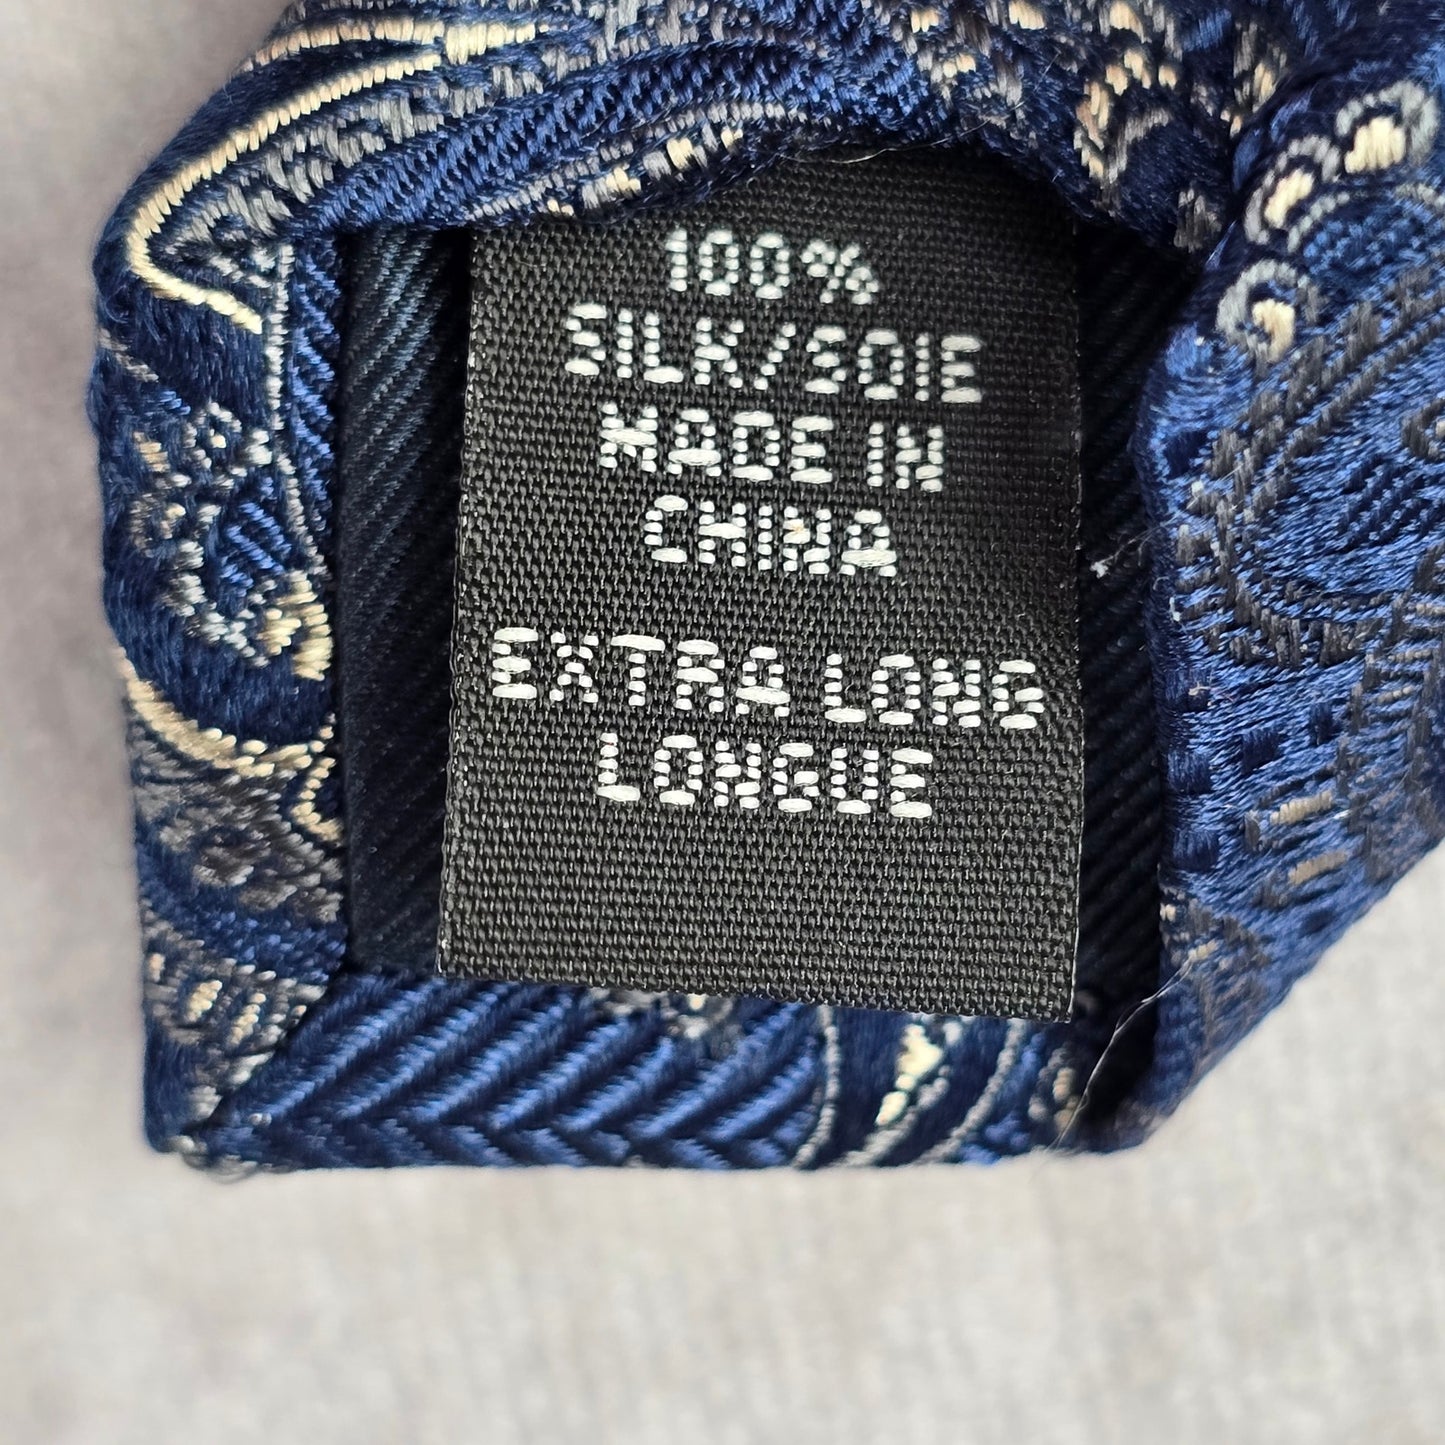 100%
SILK/SOIE
MADE IN
CHINA
EXTRA LONG
LONGUE